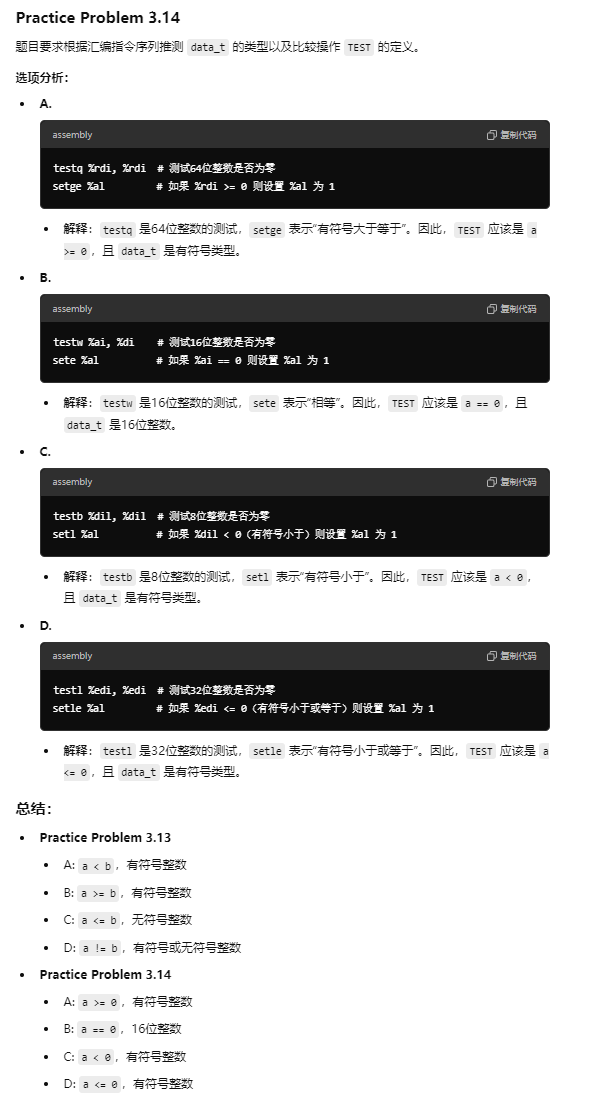 Practice Problem 3.14
题目要求根据汇编指令序列推测 data_t 的类型以及比较操作 TEST 的定义。
选项分析：
• A.
assembly 复制代码
testq %rdi, %rdi # 测试64位整数是否为零
setge %al # 如果 %rdi >= 0 则设置 %al 为 1
• 解释：testq 是64位整数的测试，setge 表示“有符号大于等于”。因此，TEST 应该是 a
>= 0，且 data_t 是有符号类型。
• B.
assembly 复制代码
testw %ai, %di # 测试16位整数是否为零
sete %al # 如果 %ai == 0 则设置 %al 为 1
• 解释：testw 是16位整数的测试，sete 表示“相等”。因此，TEST 应该是 a == 0，且
data_t 是16位整数。
• C.
assembly 复制代码
testb %dil, %dil # 测试8位整数是否为零
setl %al # 如果 %dil < 0（有符号小于）则设置 %al 为 1
• 解释：testb 是8位整数的测试，setl 表示“有符号小于”。因此，TEST 应该是 a < 0，
且 data_t 是有符号类型。
• D.
assembly 复制代码
testl %edi, %edi # 测试32位整数是否为零
setle %al # 如果 %edi <= 0（有符号小于或等于）则设置 %al 为 1
• 解释：testl 是32位整数的测试，setle 表示“有符号小于或等于”。因此，TEST 应该是 a
<= 0，且 data_t 是有符号类型。
总结：
• Practice Problem 3.13
• A: a < b，有符号整数
• B: a >= b，有符号整数
• C: a <= b，无符号整数
• D: a != b，有符号或无符号整数
• Practice Problem 3.14
• A: a >= 0，有符号整数
• B: a == 0，16位整数
• C: a < 0，有符号整数
• D: a <= 0，有符号整数